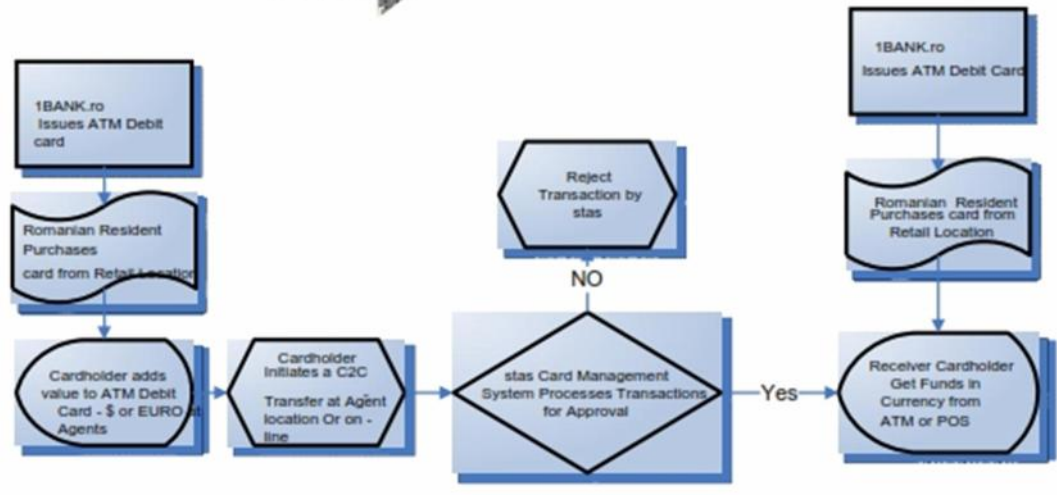 1BANK.ro
Issues ATM Debit
card
Romanian Resident
Purchases
card from Retail Location
Cardholder adds
value to ATM Debit
Card - $ or EURO at
Agents
Cardholder
Initiates a C2C
Transfer at Agent
location Or on -
line
Reject
Transaction by
stas
NO
stas Card Management
System Processes Transactions
for Approval
Yes
1BANK.ro
Issues ATM Debit Card
Romanian Resident
Purchases card from
Retail Location
Receiver Cardholder
Get Funds in
Currency from
ATM or POS